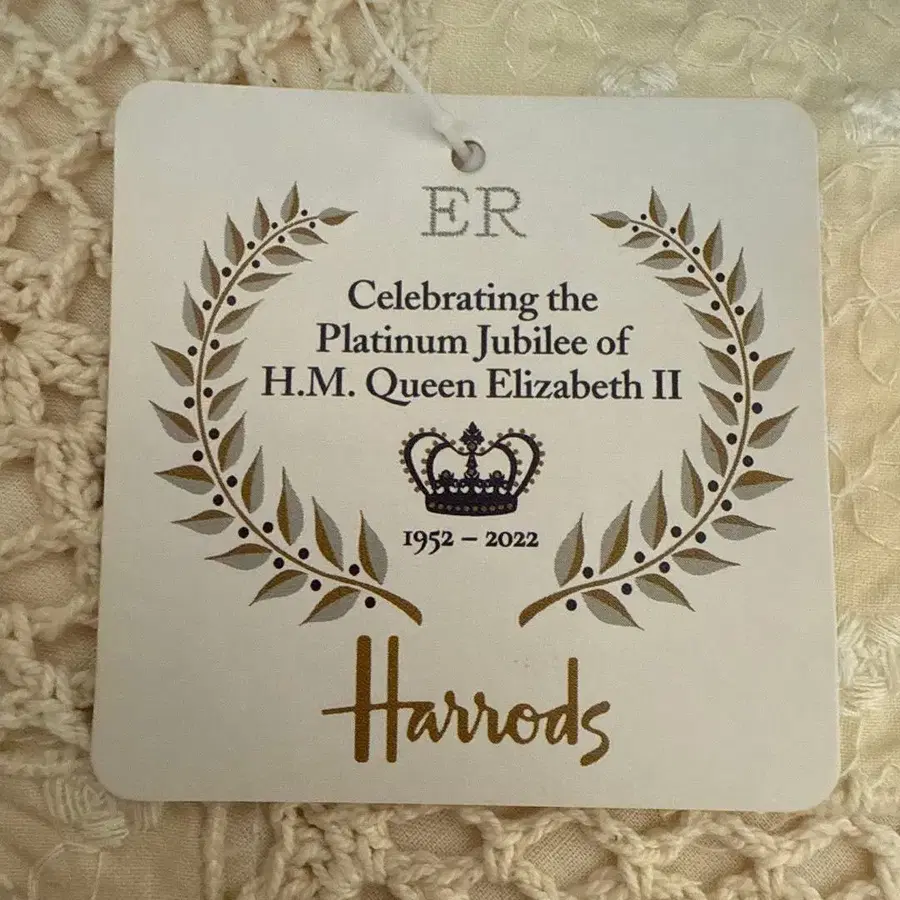 ER
Celebrating the
Platinum Jubilee of
H.M. Queen Elizabeth II
1952 – 2022
Harrods